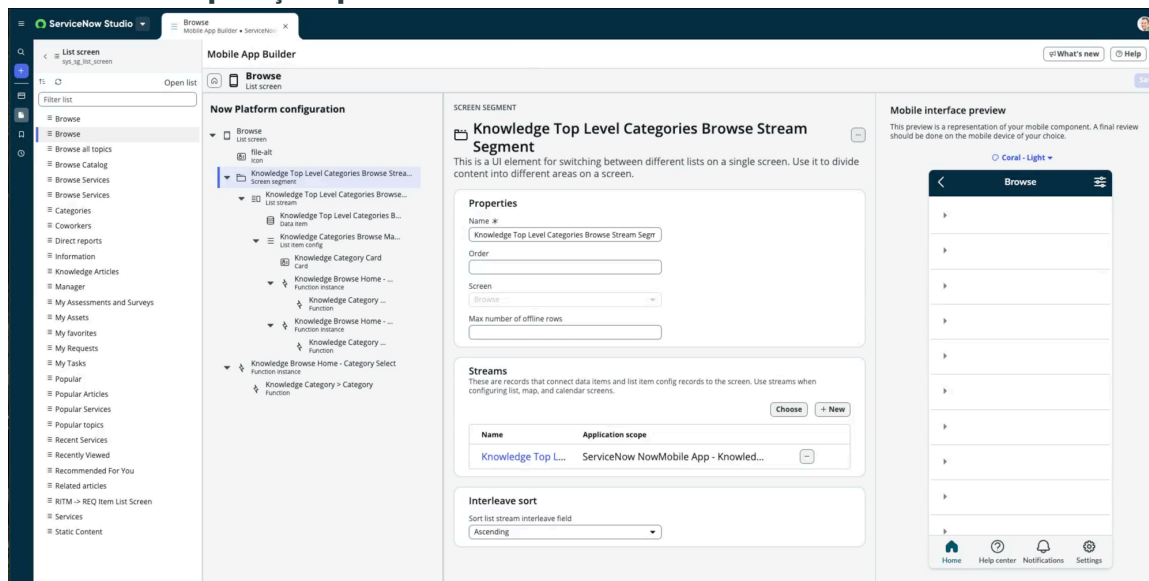 ServiceNow Studio
Browse
Mobile App Builder • ServiceNow
List screen
sys_sg_list_screen
Open list
Filter list
Browse
Browse
Browse all topics
Browse Catalog
Browse Services
Browse Services
Categories
Coworkers
Direct reports
Information
Knowledge Articles
Manager
My Assessments and Surveys
My Assets
My favorites
My Requests
My Tasks
Popular
Popular Articles
Popular Services
Popular topics
Recent Services
Recently Viewed
Recommended For You
Related articles
RITM -> REQ Item List Screen
Services
Static Content
Mobile App Builder
What's new
Help
Browse
List screen
Now Platform configuration
Browse
List screen
file-alt
Icon
Knowledge Top Level Categories Browse Strea...
Screen segment
Knowledge Top Level Categories Browse...
List stream
Knowledge Top Level Categories B...
Data item
Knowledge Categories Browse Ma...
List item config
Knowledge Category Card
Card
Knowledge Browse Home - ...
Function instance
Knowledge Category ...
Function
Knowledge Browse Home - ...
Function instance
Knowledge Category ...
Function
Knowledge Browse Home - Category Select
Function instance
Knowledge Category > Category
Function
SCREEN SEGMENT
Knowledge Top Level Categories Browse Stream
Segment
This is a UI element for switching between different lists on a single screen. Use it to divide
content into different areas on a screen.
Properties
Name *
Knowledge Top Level Categories Browse Stream Segm
Order
Screen
Browse
Max number of offline rows
Streams
These are records that connect data items and list item config records to the screen. Use streams when
configuring list, map, and calendar screens.
Choose
+ New
Name Application scope
Knowledge Top L... ServiceNow NowMobile App - Knowled...
Interleave sort
Sort list stream interleave field
Ascending
Mobile interface preview
This preview is a representation of your mobile component. A final review
should be done on the mobile device of your choice.
Coral - Light
Browse
Home Help center Notifications Settings